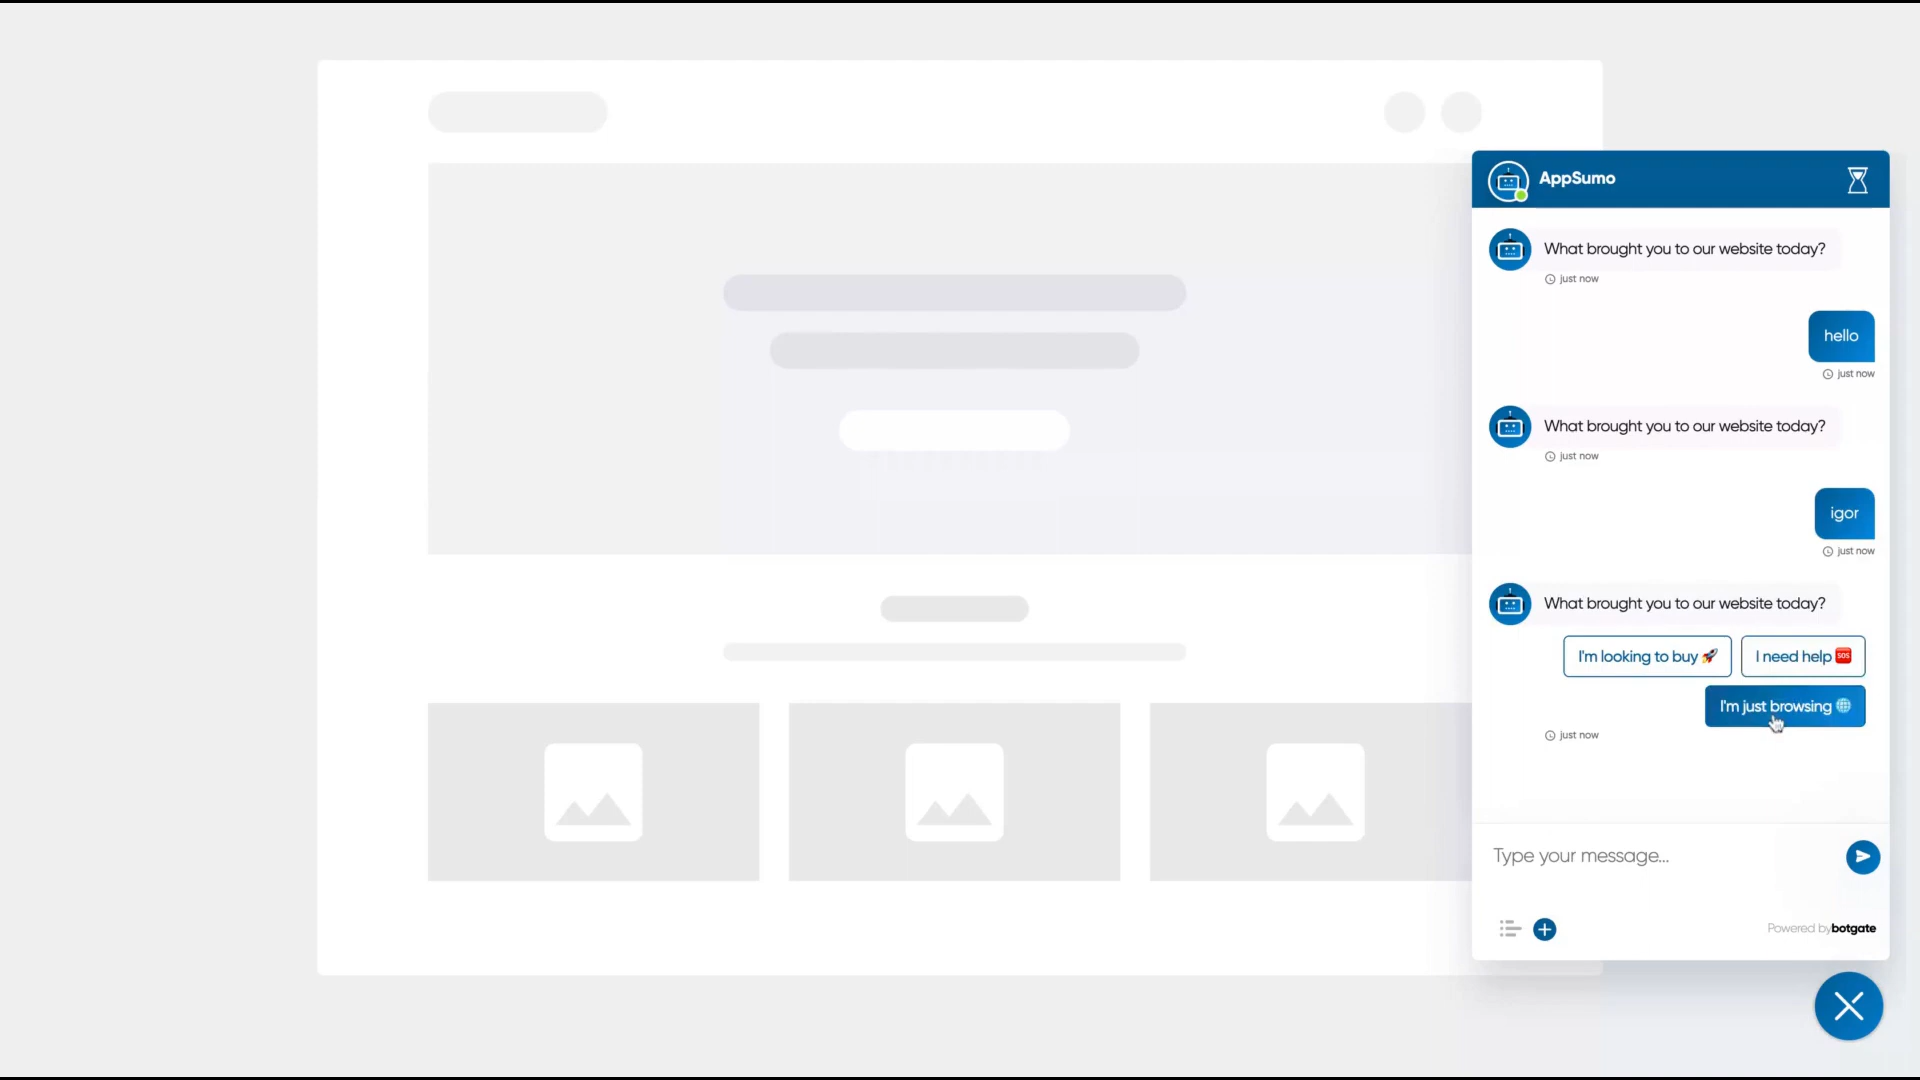 AppSumo
What brought you to our website today?
just now
hello
just now
What brought you to our website today?
just now
igor
just now
What brought you to our website today?
I'm looking to buy 🚀
I need help 🆘
I'm just browsing 🌐
just now
Type your message...
Powered by botgate